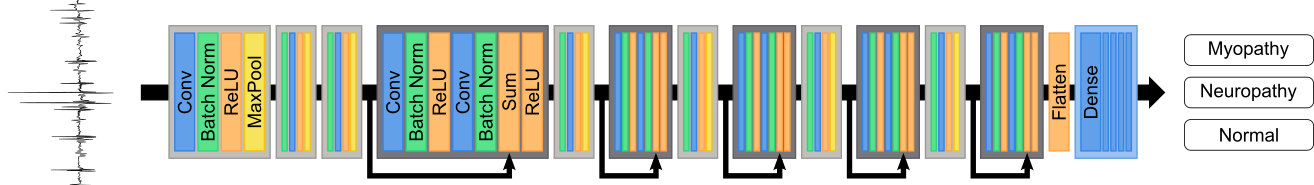 Conv
Batch Norm
ReLU
MaxPool
Conv
Batch Norm
ReLU
Conv
Batch Norm
Sum
ReLU
Flatten
Dense
Myopathy
Neuropathy
Normal